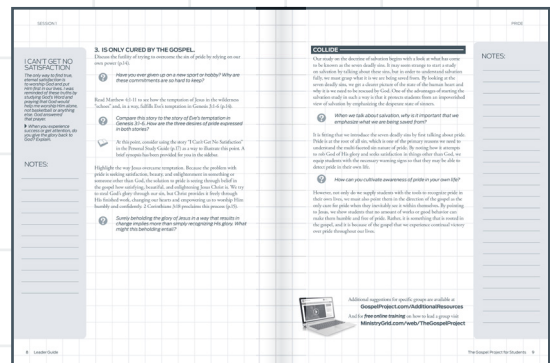 SESSION 1
I CAN'T GET NO
SATISFACTION
The only way to find true,
eternal satisfaction is
to worship God and put
Him first in our lives. I was
reminded of these truths by
studying God's Word and
praying that God would
help me worship Him alone,
not basketball or anything
else. God answered
that prayer.
When you experience
success or get attention, do
you give the glory back to
God? Explain.
NOTES:
3. IS ONLY CURED BY THE GOSPEL.
Discuss the futility of trying to overcome the sin of pride by relying on our
own power (p.14).
Have you ever given up on a new sport or hobby? Why are
these commitments so hard to keep?
Read Matthew 4:1-11 to see how the temptation of Jesus in the wilderness
"echoes" and, in a way, fulfills Eve's temptation in Genesis 3:1-6 (p.14).
Compare this story to the story of Eve's temptation in
Genesis 3:1-6. How are the three desires of pride expressed
in both stories?
At this point, consider using the story "I Can't Get No Satisfaction"
in the Personal Study Guide (p.17) as a way to illustrate this point. A
brief synopsis has been provided for you in the sidebar.
Highlight the way Jesus overcame temptation. Because the problem with
pride is seeking satisfaction, beauty, and enlightenment in something or
someone other than God, the solution to pride is seeing through belief in
the gospel how satisfying, beautiful, and enlightening Jesus Christ is. We try
to steal God's glory through our sin, but Christ provides it freely through
His finished work, changing our hearts and empowering us to worship Him
humbly and confidently. 2 Corinthians 3:18 proclaims this process (p.15).
Surely beholding the glory of Jesus in a way that results in
change implies more than simply recognizing His glory. What
might this beholding entail?
8 Leader Guide
PRIDE
COLLIDE
Our study on the doctrine of salvation begins with a look at what has come
to be known as the seven deadly sins. It may seem strange to start a study
on salvation by talking about these sins, but in order to understand salvation
fully, we must grasp what it is we are being saved from. By looking at the
seven deadly sins, we get a clearer picture of the state of the human heart and
why it is we need to be rescued by God. One of the advantages of starting the
salvation study in such a way is that it protects students from an impoverished
view of salvation by emphasizing the desperate state of sinners.
When we talk about salvation, why is it important that we
emphasize what we are being saved from?
It is fitting that we introduce the seven deadly sins by first talking about pride.
Pride is at the root of all sin, which is one of the primary reasons we need to
understand the multi-faceted sin nature of pride. By noting how it attempts
to rob God of His glory and seeks satisfaction in things other than God, we
equip students with the necessary warning signs so that they may be able to
detect pride in their own life.
How can you cultivate awareness of pride in your own life?
However, not only do we supply students with the tools to recognize pride in
their own lives, we must also point them in the direction of the gospel as the
only cure for pride when they inevitably see it within themselves. By pointing
to Jesus, we show students that no amount of works or good behavior can
make them humble and free of pride. Rather, it is something that is rooted in
the gospel, and it is because of the gospel that we experience continual victory
over pride throughout our lives.
Additional suggestions for specific groups are available at
GospelProject.com/AdditionalResources
And for free online training on how to lead a group visit
MinistryGrid.com/web/TheGospelProject
NOTES:
The Gospel Project for Students 9